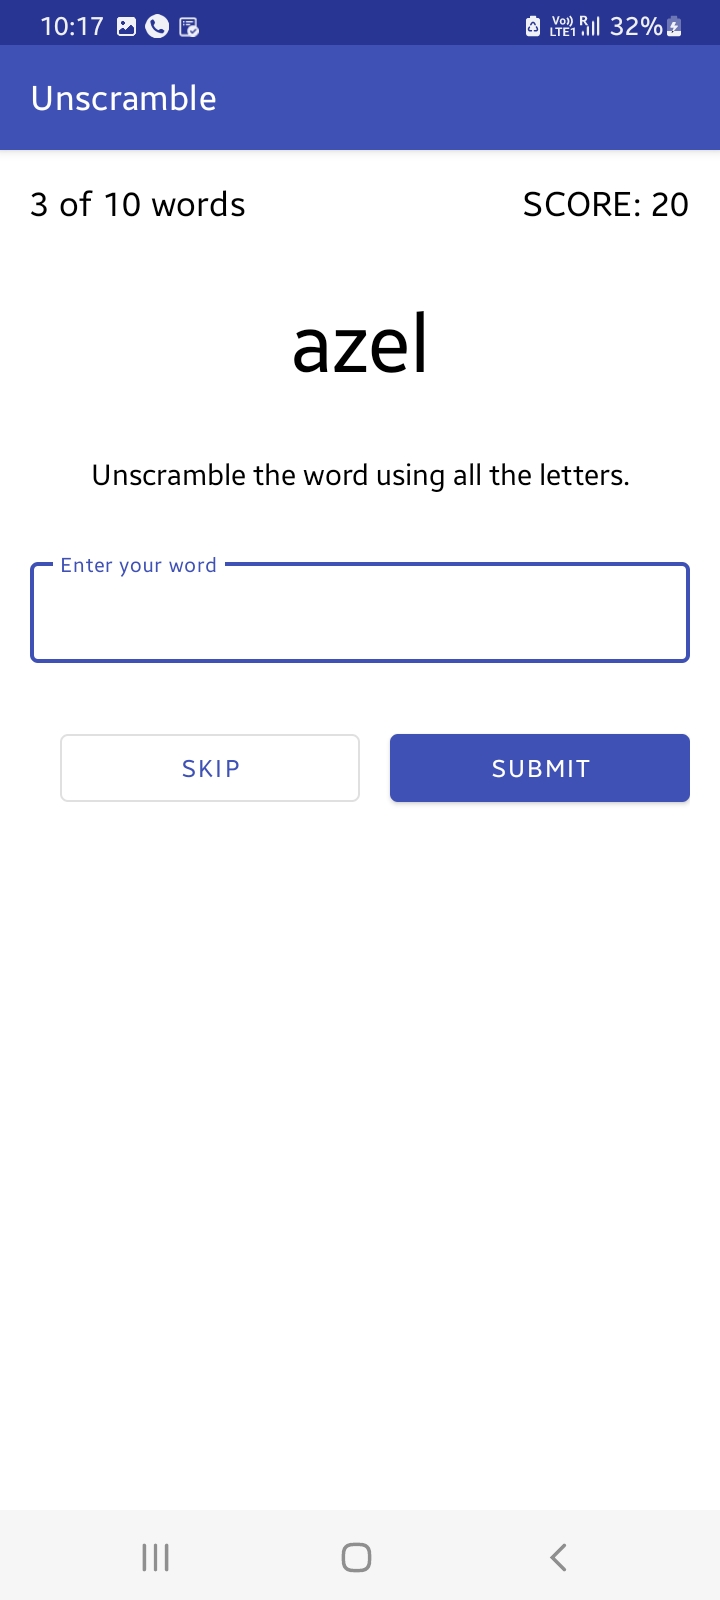 10:17 Vo)) LTE1 R 32%
Unscramble
3 of 10 words SCORE: 20
azel
Unscramble the word using all the letters.
Enter your word
SKIP SUBMIT